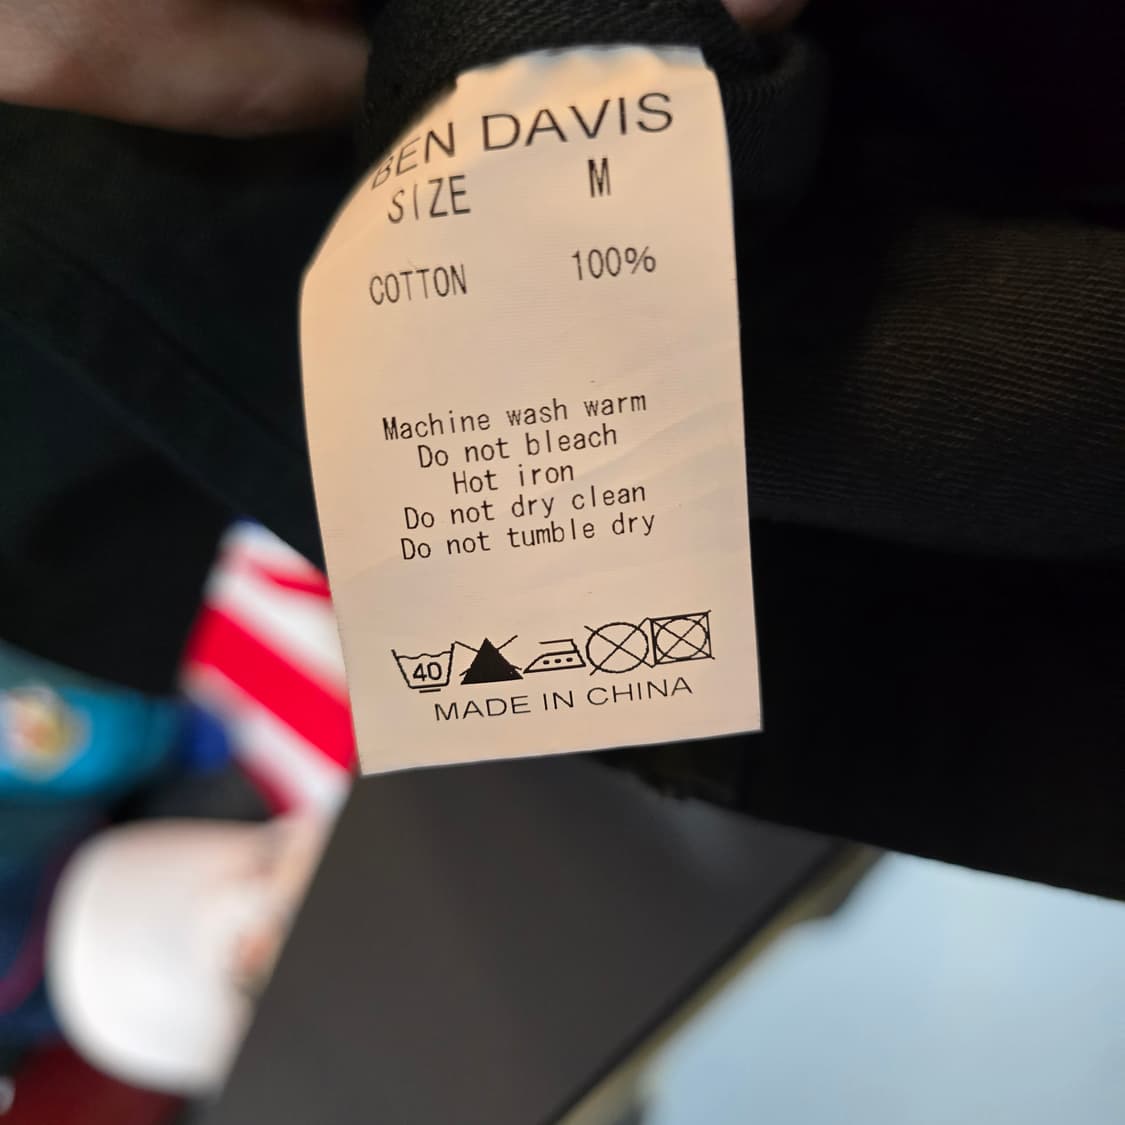 BEN DAVIS
SIZE M
COTTON 100%
Machine wash warm
Do not bleach
Hot iron
Do not dry clean
Do not tumble dry
40
MADE IN CHINA